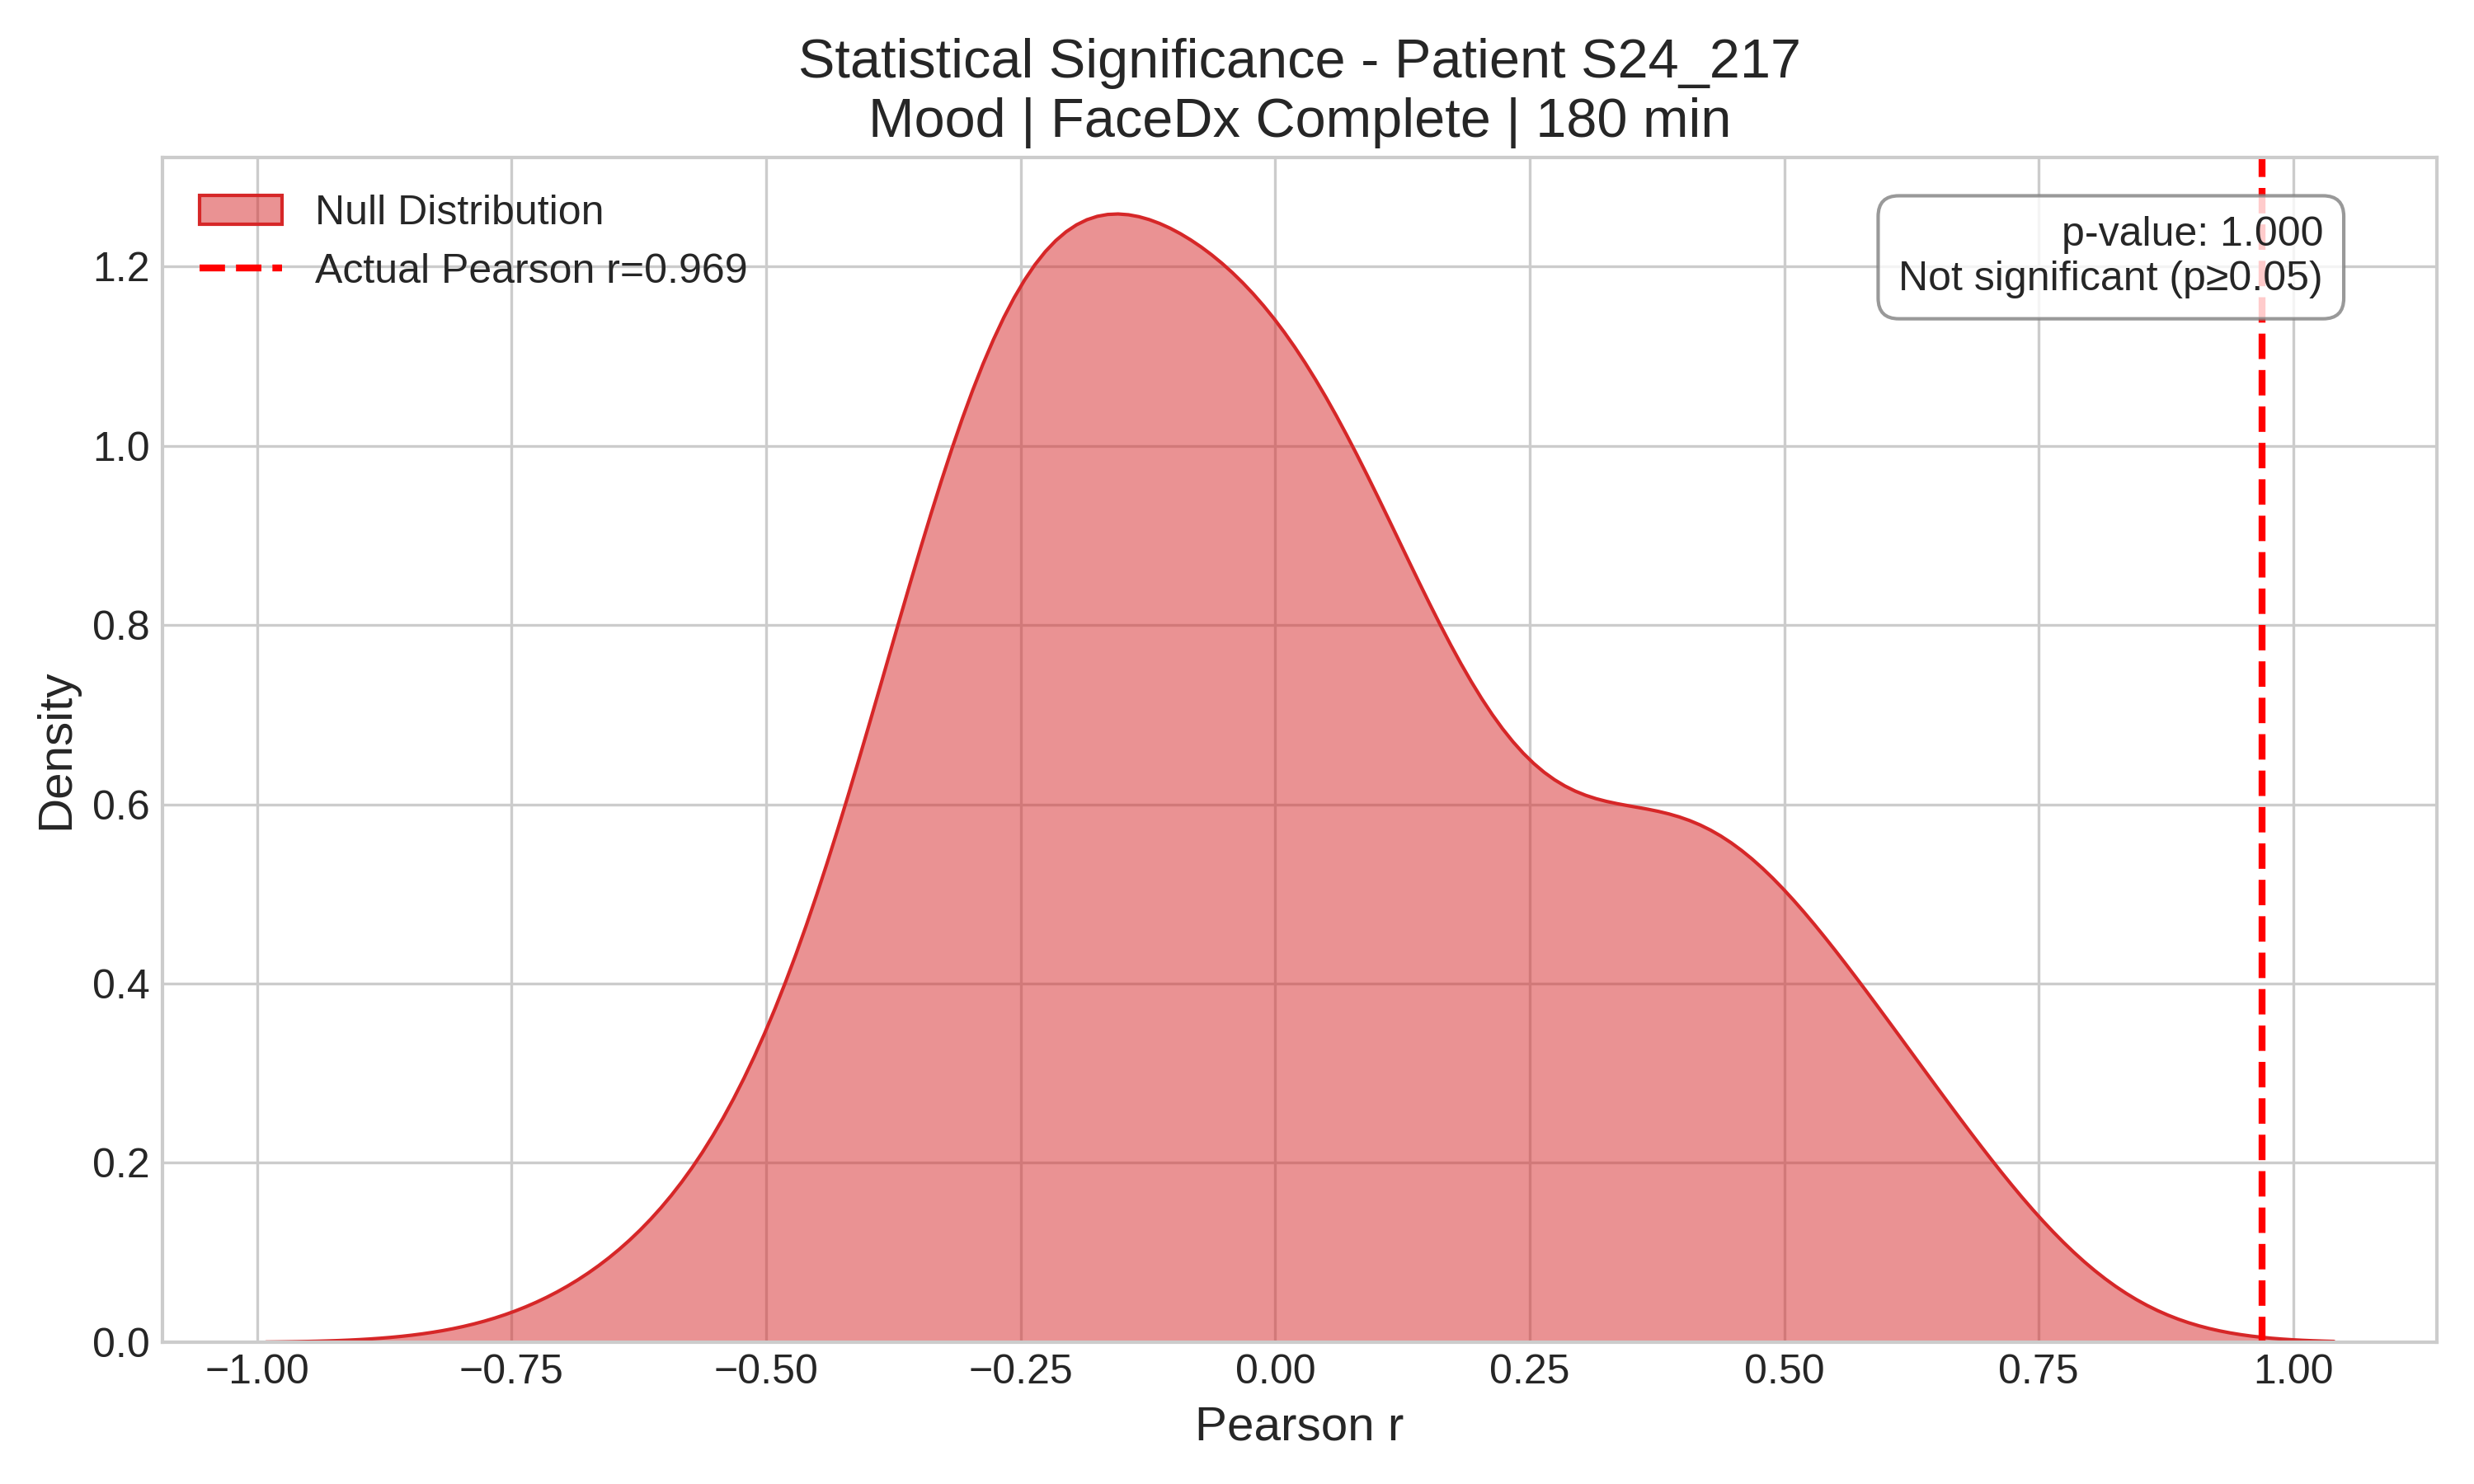 Statistical Significance - Patient S24_217
Mood | FaceDx Complete | 180 min
Null Distribution
Actual Pearson r=0.969
p-value: 1.000
Not significant (p≥0.05)
Density
1.2
1.0
0.8
0.6
0.4
0.2
0.0
−1.00 −0.75 −0.50 −0.25 0.00 0.25 0.50 0.75 1.00
Pearson r